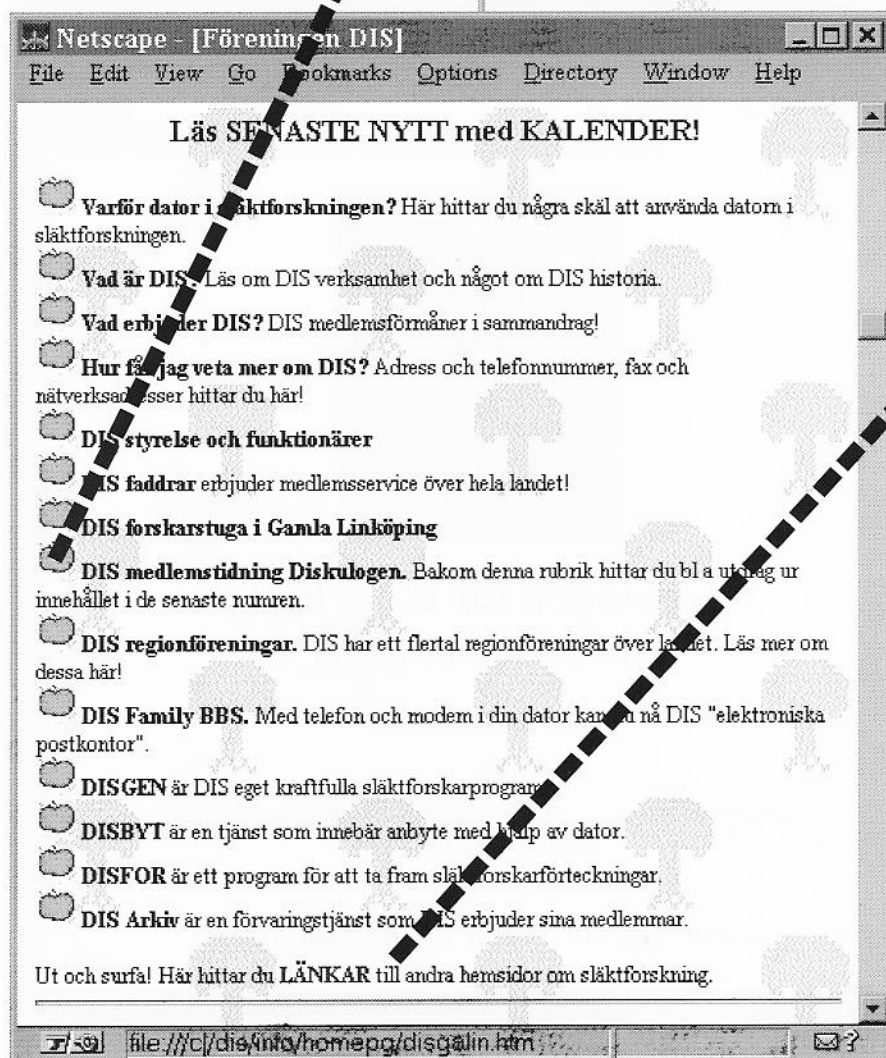 Netscape - [Föreningen DIS]
File Edit View Go Bookmarks Options Directory Window Help
Läs SENASTE NYTT med KALENDER!
Varför dator i släktforskningen? Här hittar du några skäl att använda datorn i
släktforskningen.
Vad är DIS? Läs om DIS verksamhet och något om DIS historia.
Vad erbjuder DIS? DIS medlemsförmåner i sammandrag!
Hur får jag veta mer om DIS? Adress och telefonnummer, fax och
nätverksadresser hittar du här!
DIS styrelse och funktionärer
DIS faddrar erbjuder medlemsservice över hela landet!
DIS forskarstuga i Gamla Linköping
DIS medlemstidning Diskulogen. Bakom denna rubrik hittar du bl a utdrag ur
innehållet i de senaste numren.
DIS regionföreningar. DIS har ett flertal regionföreningar över landet. Läs mer om
dessa här!
DIS Family BBS. Med telefon och modem i din dator kan du nå DIS "elektroniska
postkontor".
DISGEN är DIS eget kraftfulla släktforskarprogram.
DISBYT är en tjänst som innebär anbyte med hjälp av dator.
DISFOR är ett program för att ta fram släktforskarförteckningar.
DIS Arkiv är en förvaringstjänst som DIS erbjuder sina medlemmar.
Ut och surfa! Här hittar du LÄNKAR till andra hemsidor om släktforskning.
file:///c|/dis/info/homepg/disgalin.htm